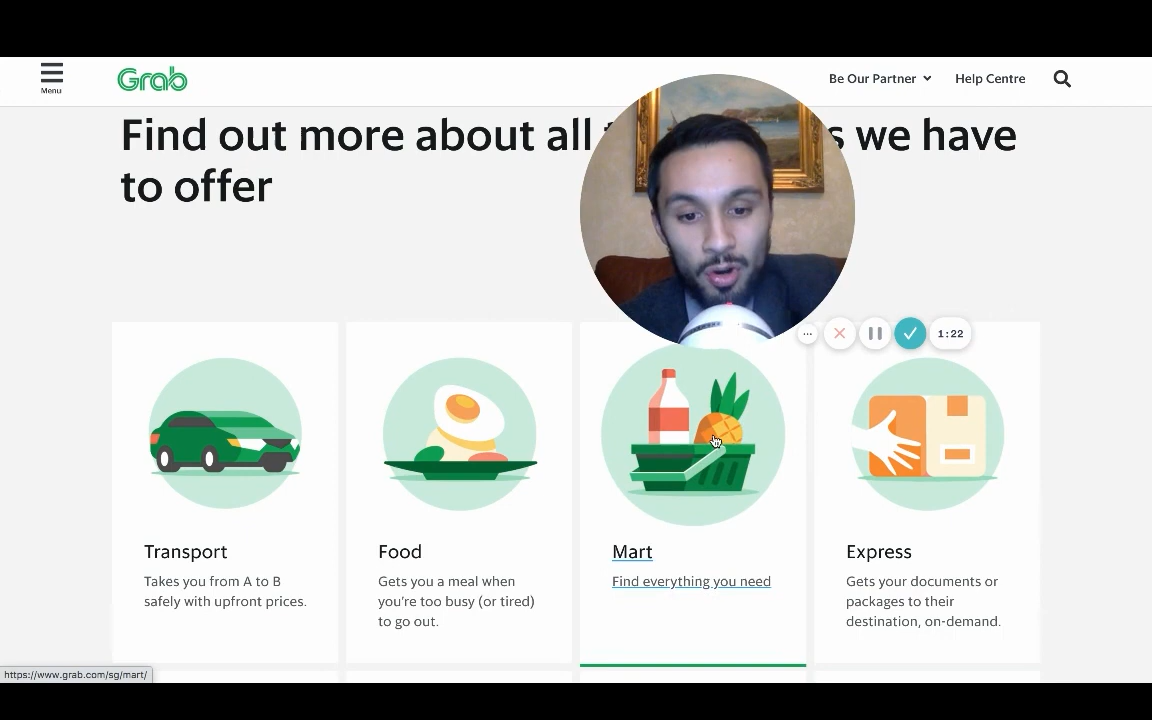 Menu
Grab
Be Our Partner
Help Centre
Find out more about all
s we have
to offer
1:22
Transport
Takes you from A to B
safely with upfront prices.
Food
Gets you a meal when
you're too busy (or tired)
to go out.
Mart
Find everything you need
Express
Gets your documents or
packages to their
destination, on-demand.
https://www.grab.com/sg/mart/